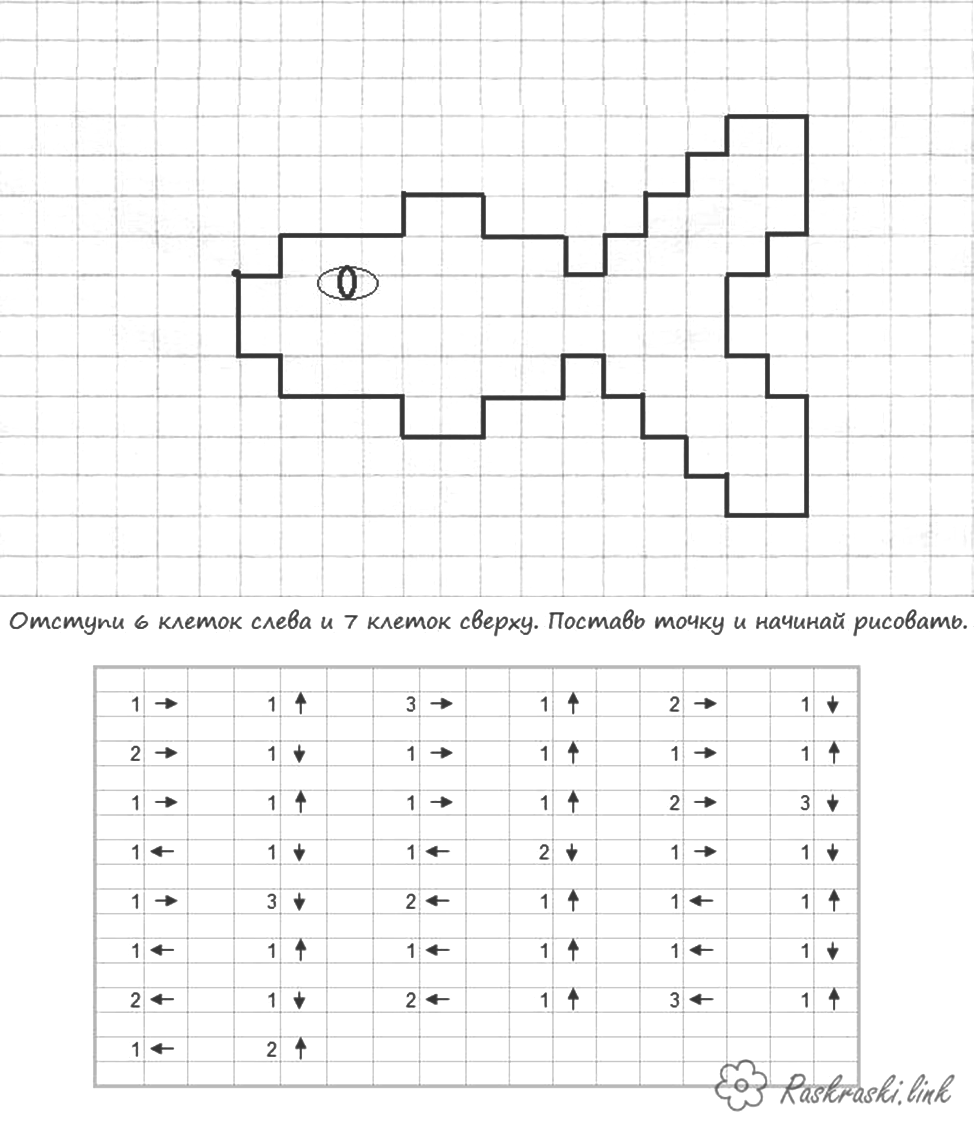 Отступи 6 клеток слева и 7 клеток сверху. Поставь точку и начинай рисовать.
1 → 1 ↑ 3 → 1 ↑ 2 → 1 ↓
2 → 1 ↓ 1 → 1 ↑ 1 → 1 ↑
1 → 1 ↑ 1 → 1 ↑ 2 → 3 ↓
1 ← 1 ↓ 1 ← 2 ↓ 1 → 1 ↓
1 → 3 ↓ 2 ← 1 ↑ 1 ← 1 ↑
1 ← 1 ↑ 1 ← 1 ↑ 1 ← 1 ↓
2 ← 1 ↓ 2 ← 1 ↑ 3 ← 1 ↑
1 ← 2 ↑
Raskraski.link